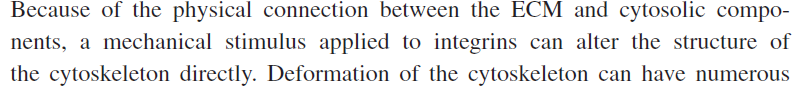 Because of the physical connection between the ECM and cytosolic compo-
nents, a mechanical stimulus applied to integrins can alter the structure of
the cytoskeleton directly. Deformation of the cytoskeleton can have numerous